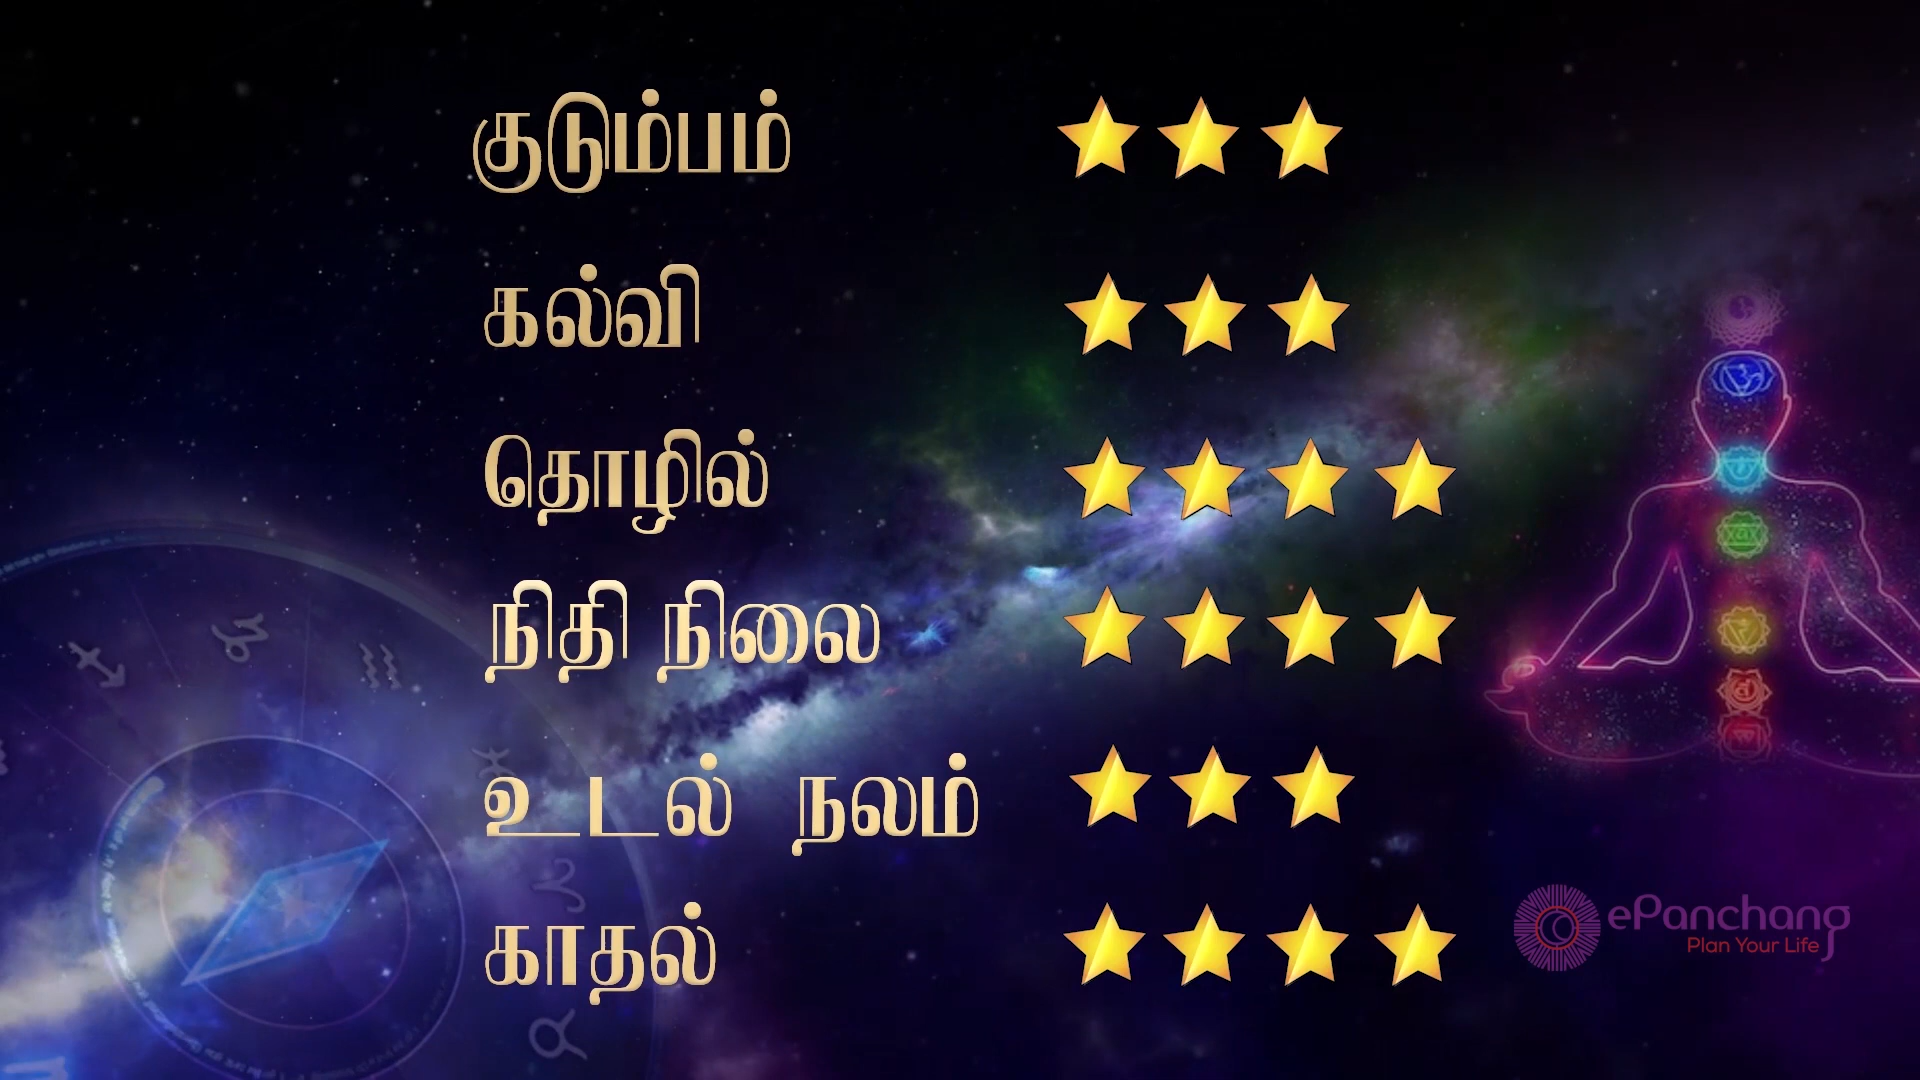 குடும்பம்
கல்வி
தொழில்
நிதி நிலை
உடல் நலம்
காதல்
ePanchang
Plan Your Life